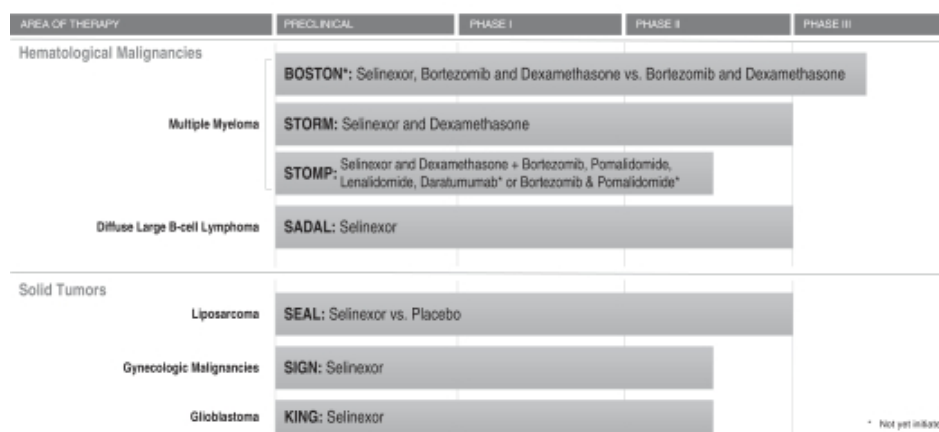 AREA OF THERAPY PRECLINICAL PHASE I PHASE II PHASE III
Hematological Malignancies
BOSTON*: Selinexor, Bortezomib and Dexamethasone vs. Bortezomib and Dexamethasone
Multiple Myeloma STORM: Selinexor and Dexamethasone
STOMP: Selinexor and Dexamethasone + Bortezomib, Pomalidomide,
Lenalidomide, Daratumumab* or Bortezomib & Pomalidomide*
Diffuse Large B-cell Lymphoma SADAL: Selinexor
Solid Tumors
Liposarcoma SEAL: Selinexor vs. Placebo
Gynecologic Malignancies SIGN: Selinexor
Glioblastoma KING: Selinexor
* Not yet initiate